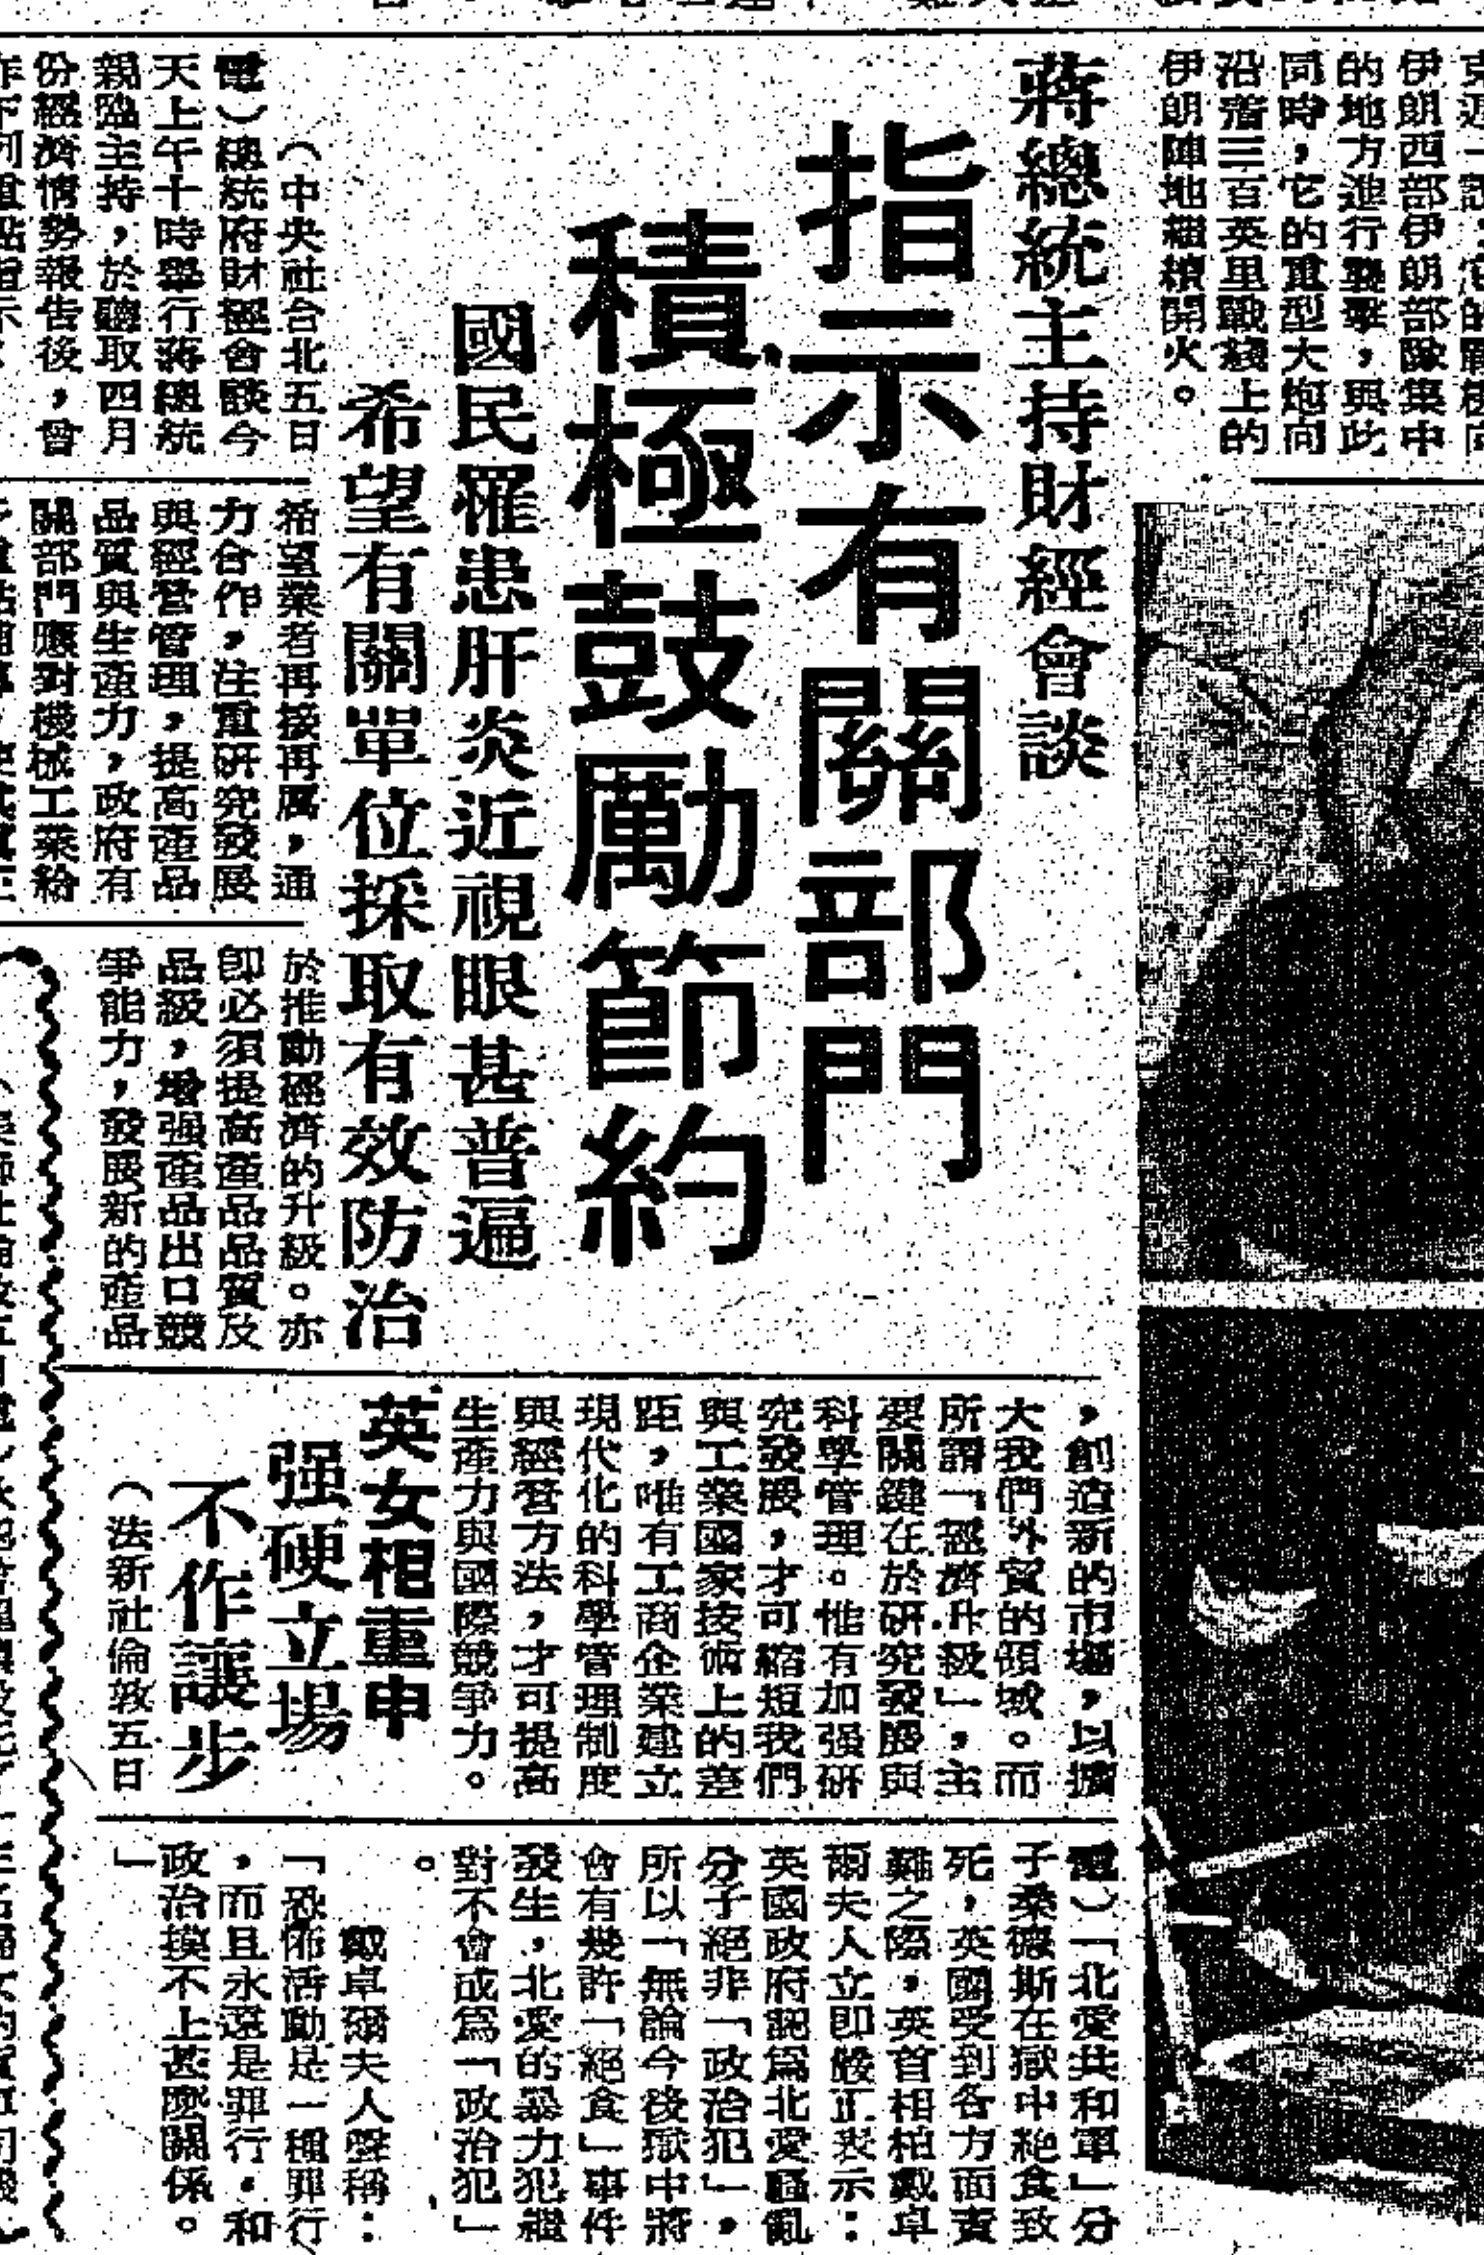 伊朗西部伊朗部隊集中
的地方進行襲擊，與此
同時，它的重型大炮向
沿着三百英里戰綫上的
伊朗陣地繼續開火。
蔣總統主持財經會談
指示有關部門
積極鼓勵節約
國民罹患肝炎近視眼甚普遍
希望有關單位採取有效防治
（中央社台北五日
電）總統府財經會談今
天上午十時舉行蔣總統
親臨主持，於聽取四月
份經濟情勢報告後，曾
希望業者再接再厲，通
力合作，注重研究發展
與經營管理，提高產品
品質與生產力，政府有
關部門應對機械工業給
於推動經濟的升級。亦
卽必須提高產品品質及
品級，增強產品出口競
爭能力，發展新的產品
，創造新的市場，以擴
大我們外貿的領域。而
所謂「經濟升級」，主
要關鍵在於研究發展與
科學管理。惟有加强研
究發展，才可縮短我們
與工業國家技術上的差
距，唯有工商企業建立
現代化的科學管理制度
與經營方法，才可提高
生產力與國際競爭力。
英女相重申
强硬立場
不作讓步
（法新社倫敦五日
電）「北愛共和軍」分
子桑德斯在獄中絕食致
死，英國受到各方面責
難之際，英首相柏戴卓
爾夫人立即嚴正表示：
英國政府認為北愛騷亂
分子絕非「政治犯」，
所以「無論今後獄中將
會有幾許「絕食」事件
發生，北愛的暴力犯繼
對不會成為「政治犯」
。
戴卓爾夫人聲稱：
「恐怖活動是一種罪行
，而且永遠是罪行，和
政治摸不上甚麼關係。
」